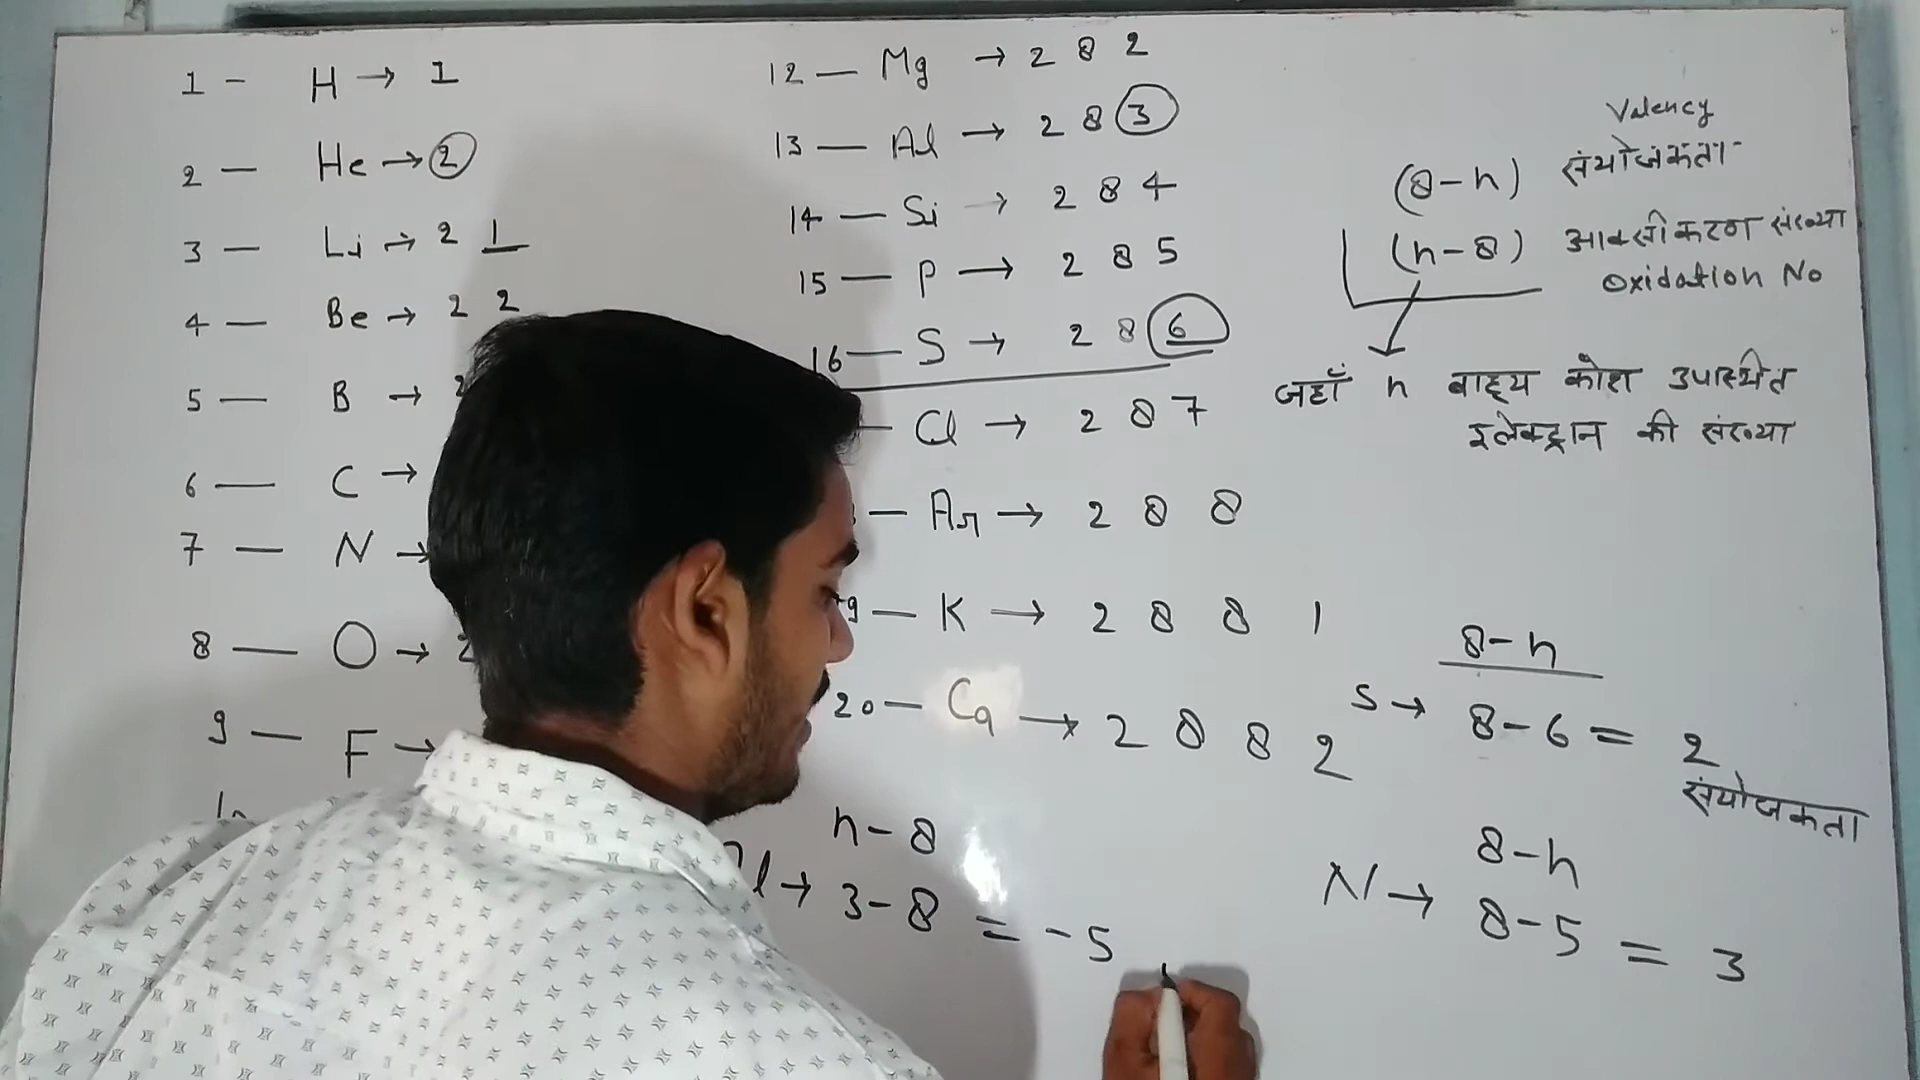 1 - H → 1
2 - He → 2
3 - Li → 2 1
4 - Be → 2 2
5 - B →
6 - C →
7 - N →
8 - O → 2
9 - F →
12 - Mg → 2 8 2
13 - Al → 2 8 3
14 - Si → 2 8 4
15 - P → 2 8 5
16 - S → 2 8 6
- Cl → 2 8 7
- Ar → 2 8 8
9 - K → 2 8 8 1
20 - Ca → 2 8 8 2
n - 8
→ 3 - 8 = - 5
Valency
(8 - n) संयोजकता
(n - 8) आक्सीकरण संख्या
Oxidation No
जहाँ n बाह्य कोश उपस्थित
इलेक्ट्रान की संख्या
8 - n
S → 8 - 6 = 2
संयोजकता
8 - n
N → 8 - 5 = 3